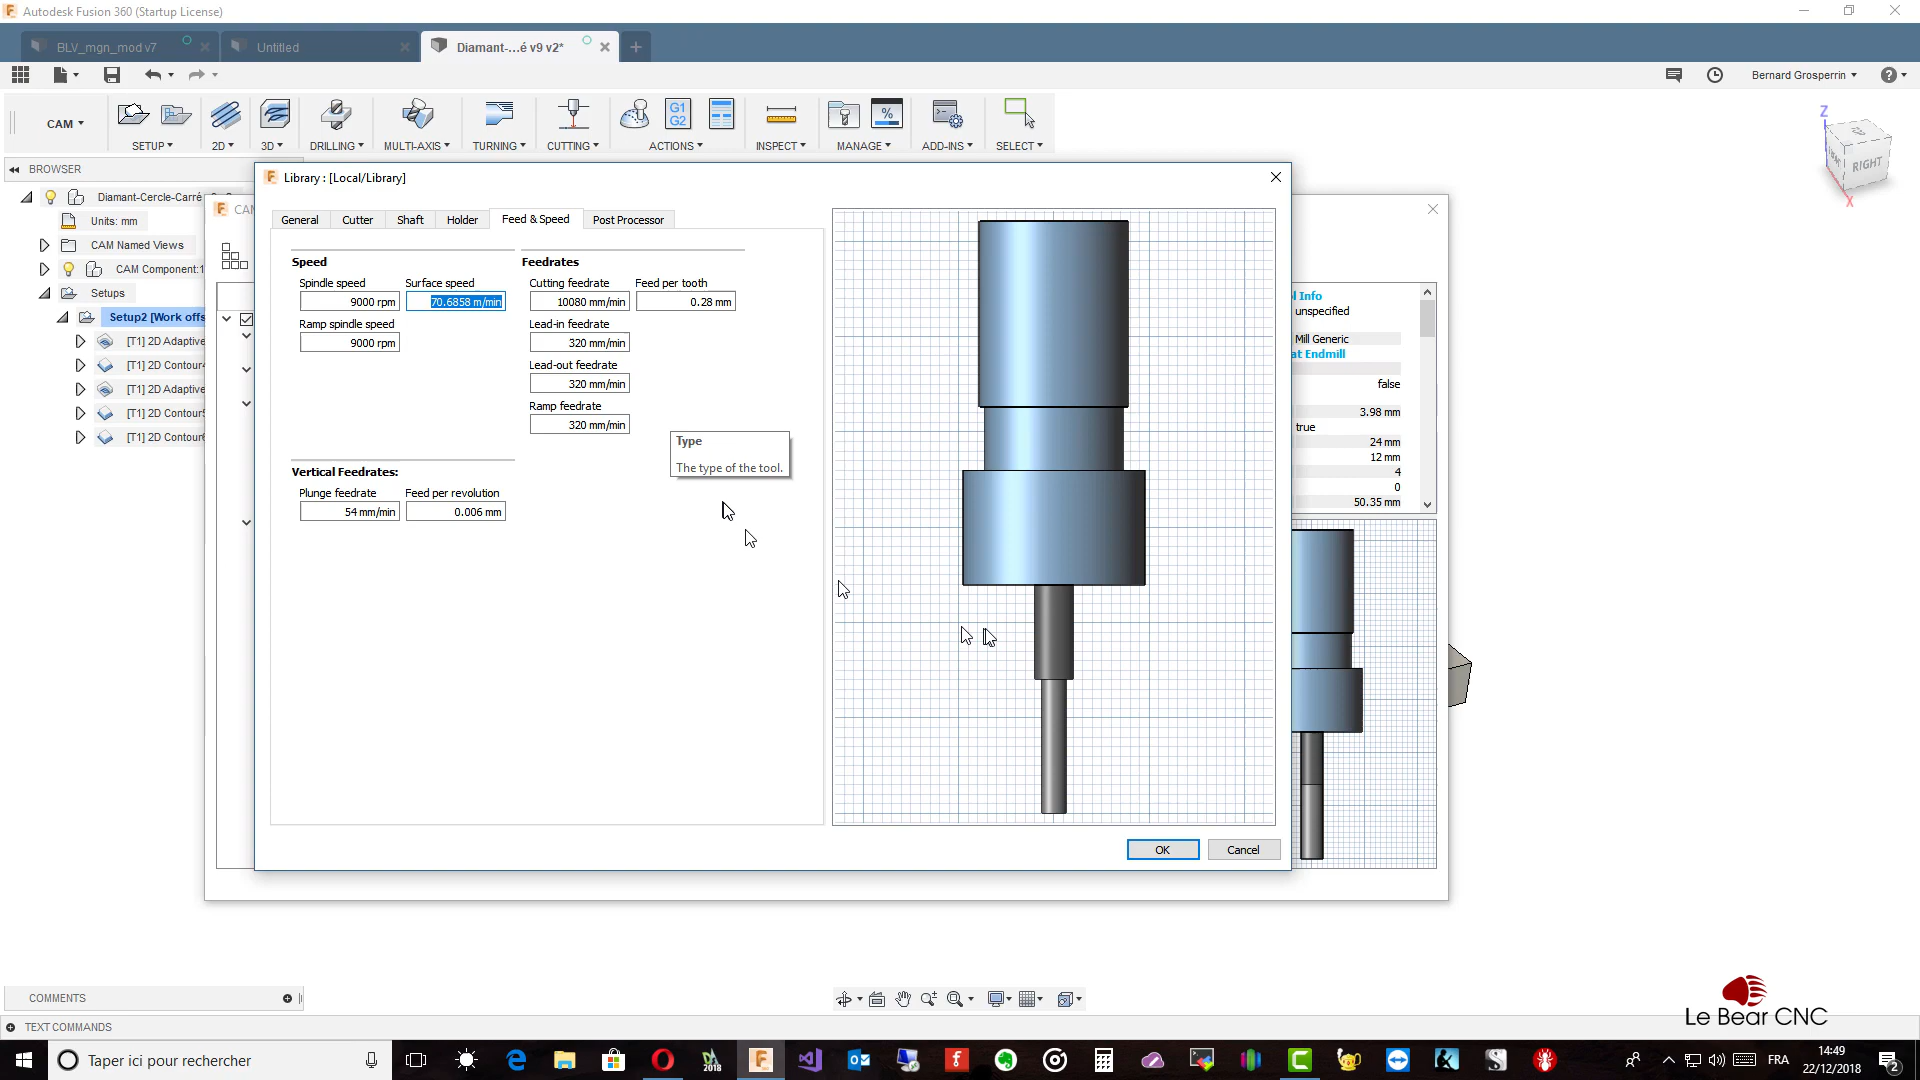 Autodesk Fusion 360 (Startup License)
BLV_mgn_mod v7
Untitled
Diamant-...é v9 v2*
Bernard Grosperrin
CAM
SETUP
2D
3D
DRILLING
MULTI-AXIS
TURNING
CUTTING
G1
G2
ACTIONS
INSPECT
%
MANAGE
ADD-INS
SELECT
Z
RIGHT
X
BROWSER
Diamant-Cercle-Carré
Units: mm
CAM Named Views
CAM Component:1
Setups
Setup2 [Work offs
[T1] 2D Adaptive
[T1] 2D Contour4
[T1] 2D Adaptive
[T1] 2D Contour5
[T1] 2D Contour6
CAM
Library : [Local/Library]
General
Cutter
Shaft
Holder
Feed & Speed
Post Processor
Speed
Spindle speed
Surface speed
9000 rpm
70.6858 m/min
Ramp spindle speed
9000 rpm
Feedrates
Cutting feedrate
Feed per tooth
10080 mm/min
0.28 mm
Lead-in feedrate
320 mm/min
Lead-out feedrate
320 mm/min
Ramp feedrate
320 mm/min
Type
The type of the tool.
Vertical Feedrates:
Plunge feedrate
Feed per revolution
54 mm/min
0.006 mm
OK
Cancel
l Info
unspecified
Mill Generic
at Endmill
false
3.98 mm
true
24 mm
12 mm
4
0
50.35 mm
COMMENTS
TEXT COMMANDS
Le Bear CNC
Taper ici pour rechercher
2018
FRA
14:49
22/12/2018
2